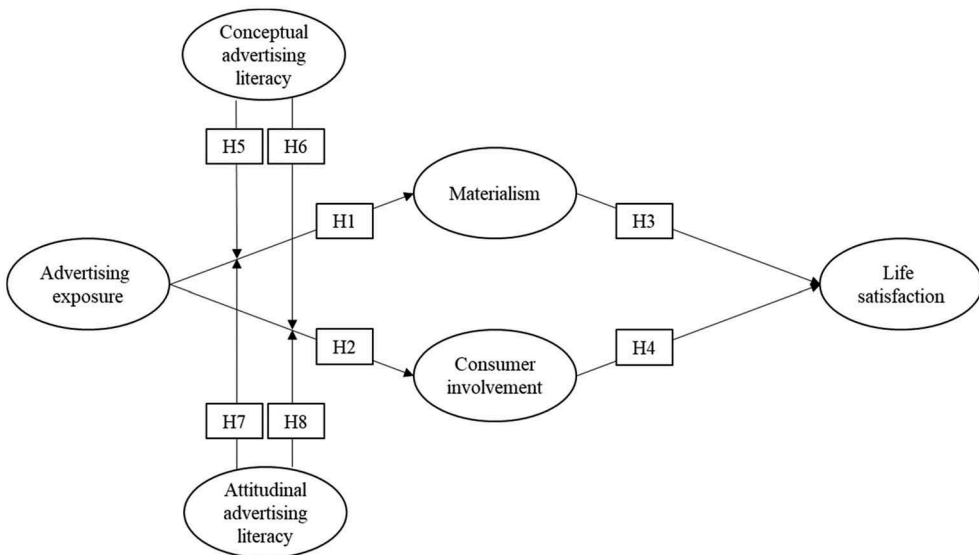 Conceptual
advertising
literacy
H5
H6
Materialism
H1
H3
Advertising
exposure
Life
satisfaction
H2
H4
Consumer
involvement
H7
H8
Attitudinal
advertising
literacy